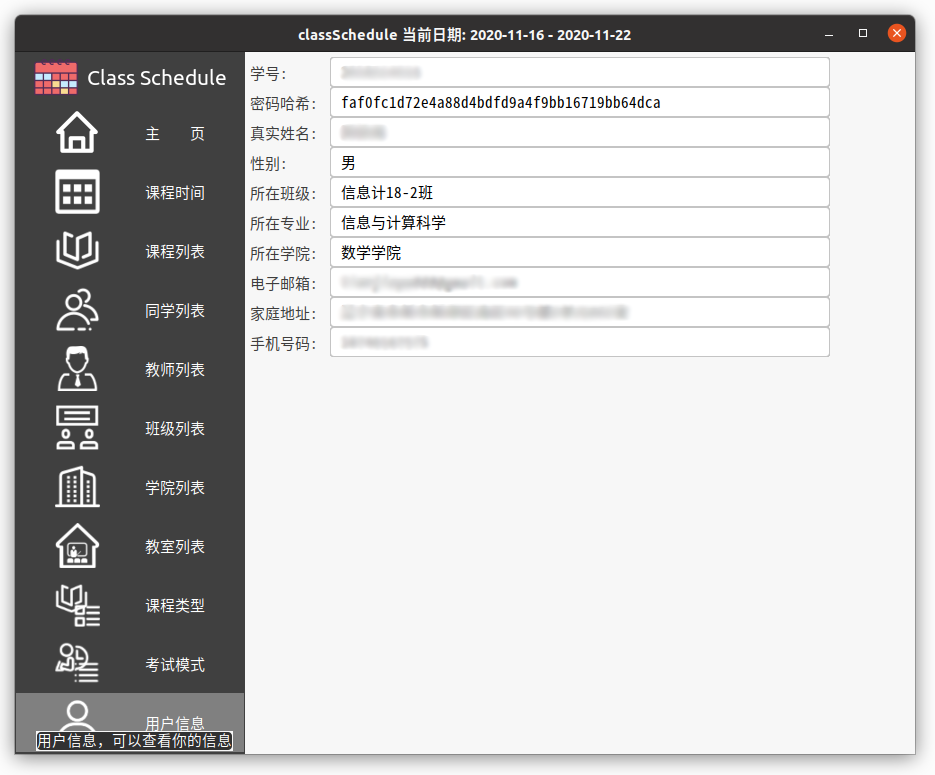 classSchedule 当前日期: 2020-11-16 - 2020-11-22
Class Schedule
主 页
课程时间
课程列表
同学列表
教师列表
班级列表
学院列表
教室列表
课程类型
考试模式
用户信息
用户信息，可以查看你的信息
学号：
密码哈希： faf0fc1d72e4a88d4bdfd9a4f9bb16719bb64dca
真实姓名：
性别： 男
所在班级： 信息计18-2班
所在专业： 信息与计算科学
所在学院： 数学学院
电子邮箱：
家庭地址：
手机号码：